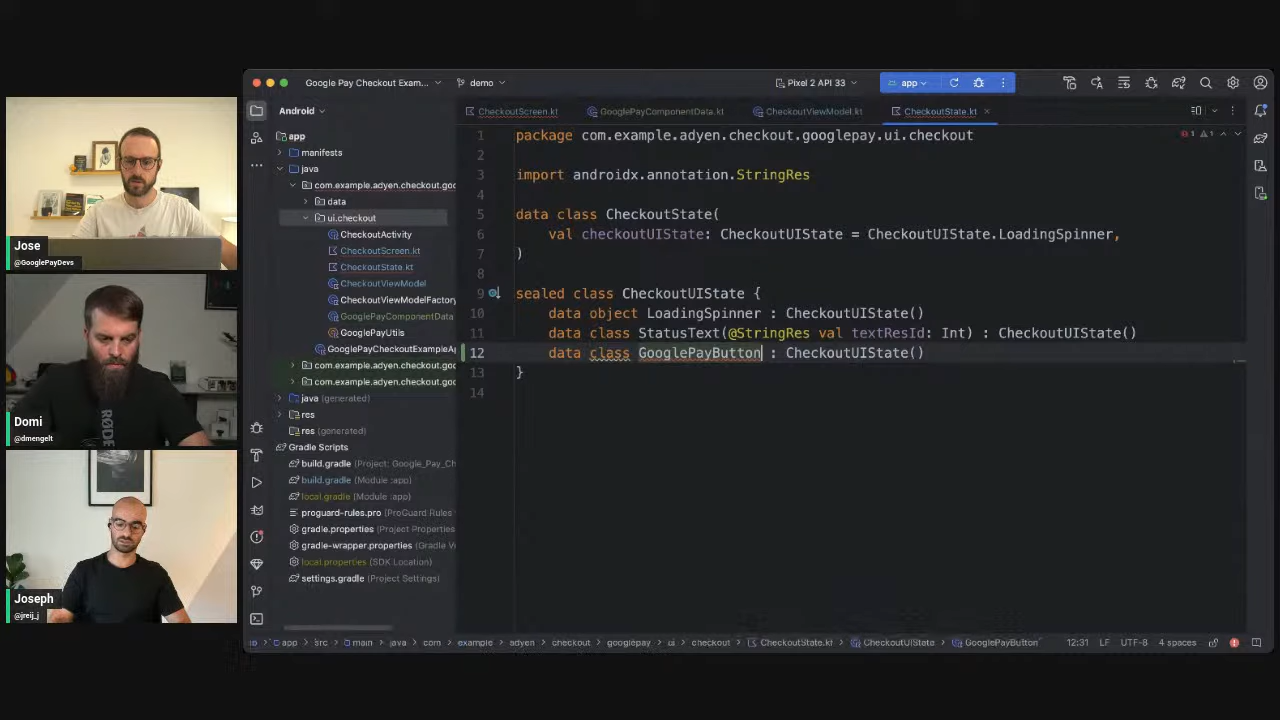 Google Pay Checkout Exam...
demo
Pixel 2 API 33
app
Android
CheckoutScreen.kt
GooglePayComponentData.kt
CheckoutViewModel.kt
CheckoutState.kt
app
manifests
java
com.example.adyen.checkout.goo
data
ui.checkout
CheckoutActivity
CheckoutScreen.kt
CheckoutState.kt
CheckoutViewModel
CheckoutViewModelFactory
GooglePayComponentData
GooglePayUtils
GooglePayCheckoutExampleAp
com.example.adyen.checkout.goo
com.example.adyen.checkout.goo
java (generated)
res
res (generated)
Gradle Scripts
build.gradle (Project: Google_Pay_Ch
build.gradle (Module :app)
local.gradle (Module :app)
proguard-rules.pro (ProGuard Rules
gradle.properties (Project Properties
gradle-wrapper.properties (Gradle V
local.properties (SDK Location)
settings.gradle (Project Settings)
1 package com.example.adyen.checkout.googlepay.ui.checkout
2
3 import androidx.annotation.StringRes
4
5 data class CheckoutState(
6 val checkoutUIState: CheckoutUIState = CheckoutUIState.LoadingSpinner,
7 )
8
9 sealed class CheckoutUIState {
10 data object LoadingSpinner : CheckoutUIState()
11 data class StatusText(@StringRes val textResId: Int) : CheckoutUIState()
12 data class GooglePayButton : CheckoutUIState()
13 }
14
1 1
app src main java com example adyen checkout googlepay ui checkout CheckoutState.kt CheckoutUIState GooglePayButton
12:31 LF UTF-8 4 spaces
Jose
@GooglePayDevs
RØDE
Domi
@dmengelt
Joseph
@jreij_j